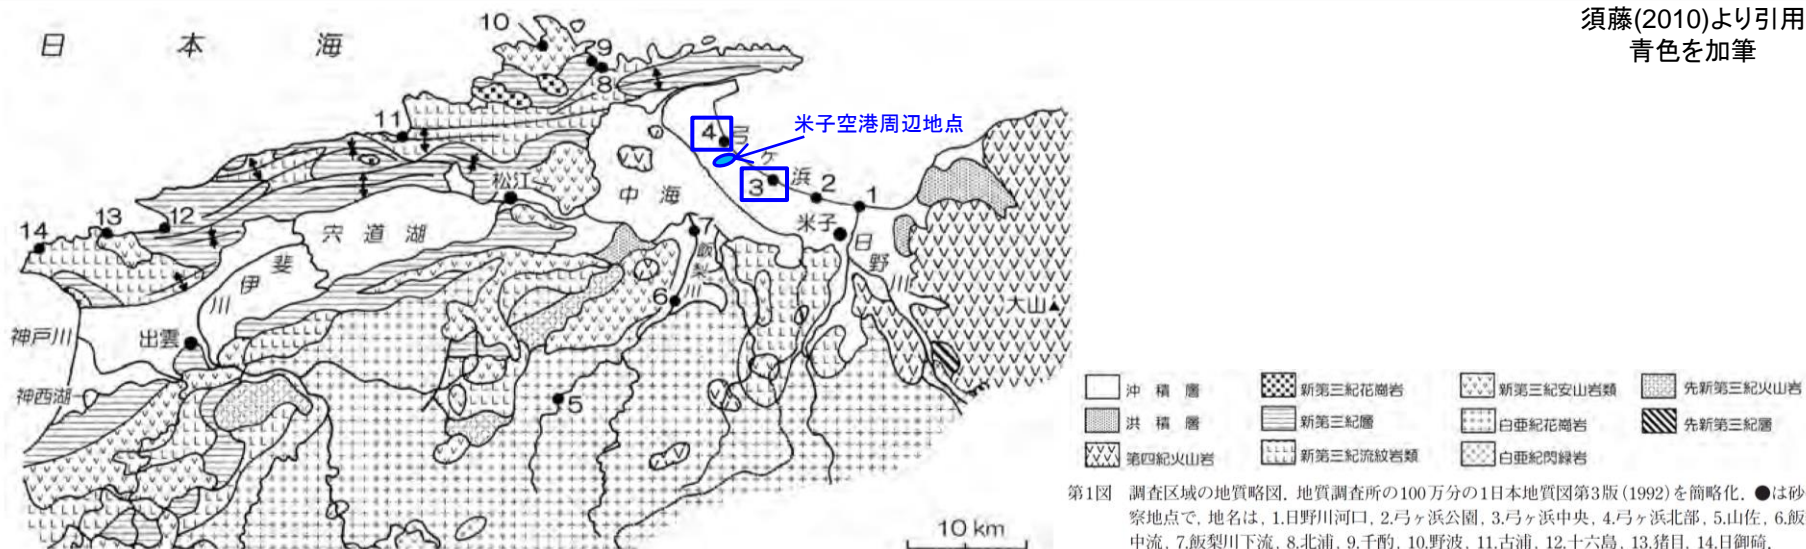 須藤(2010)より引用
青色を加筆
日本海
10
9
8
11
4
弓
米子空港周辺地点
ヶ
3
浜
2
1
松江
中海
米子
日
野
川
14
13
12
宍道湖
7
飯
梨
川
6
斐
伊
川
大山▲
神戸川
出雲
神西湖
5
10 km
沖積層
新第三紀花崗岩
新第三紀安山岩類
先新第三紀火山岩
洪積層
新第三紀層
白亜紀花崗岩
先新第三紀層
第四紀火山岩
新第三紀流紋岩類
白亜紀閃緑岩
第1図 調査区域の地質略図. 地質調査所の100万分の1日本地質図第3版(1992)を簡略化. ●は砂
察地点で, 地名は, 1.日野川河口, 2.弓ヶ浜公園, 3.弓ヶ浜中央, 4.弓ヶ浜北部, 5.山佐, 6.飯
中流, 7.飯梨川下流, 8.北浦, 9.千酌, 10.野波, 11.古浦, 12.十六島, 13.猪目, 14.日御碕.